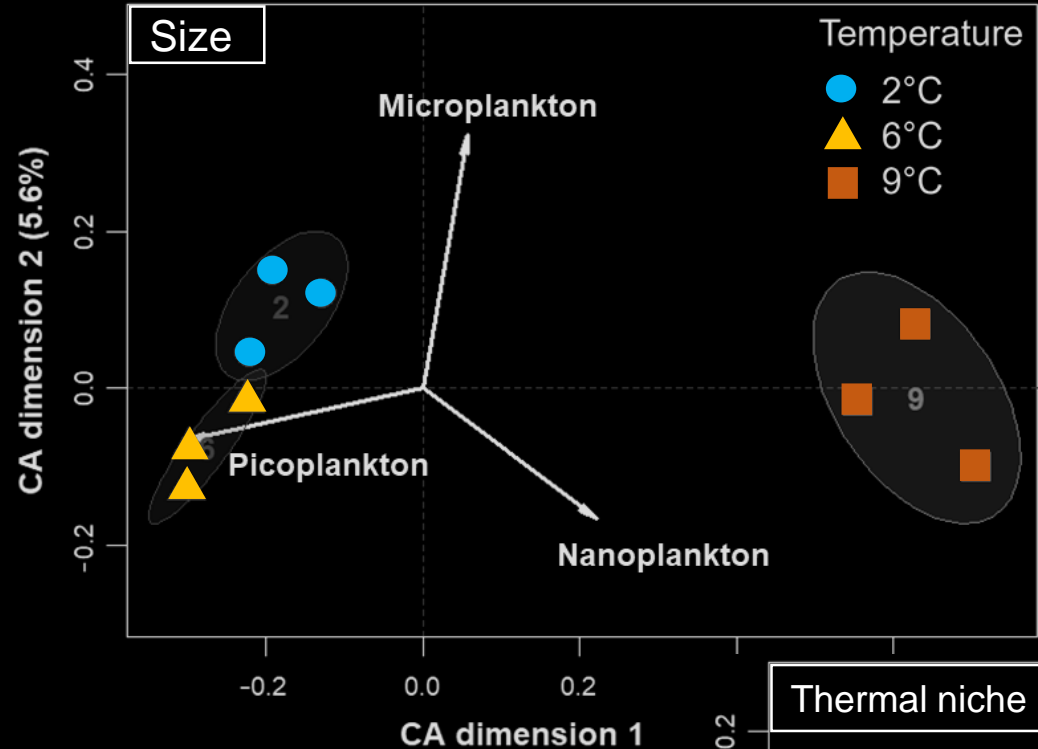 Size
Temperature
2°C
6°C
9°C
Microplankton
Picoplankton
Nanoplankton
2
6
9
CA dimension 2 (5.6%)
0.4
0.2
0.0
-0.2
-0.2
0.0
0.2
CA dimension 1
0.2
Thermal niche